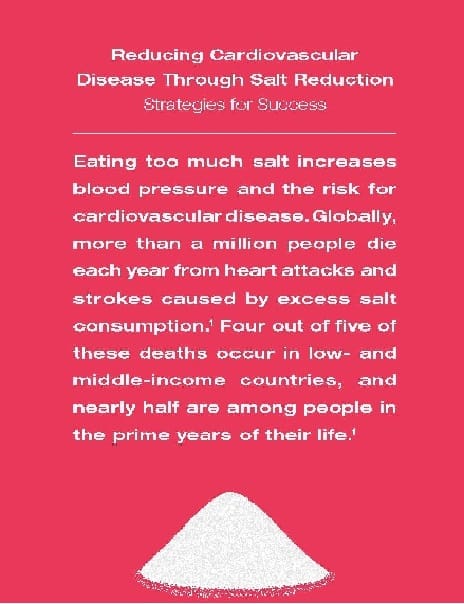 Reducing Cardiovascular
Disease Through Salt Reduction
Strategies for Success
Eating too much salt increases
blood pressure and the risk for
cardiovascular disease. Globally,
more than a million people die
each year from heart attacks and
strokes caused by excess salt
consumption.¹ Four out of five of
these deaths occur in low- and
middle-income countries, and
nearly half are among people in
the prime years of their life.¹